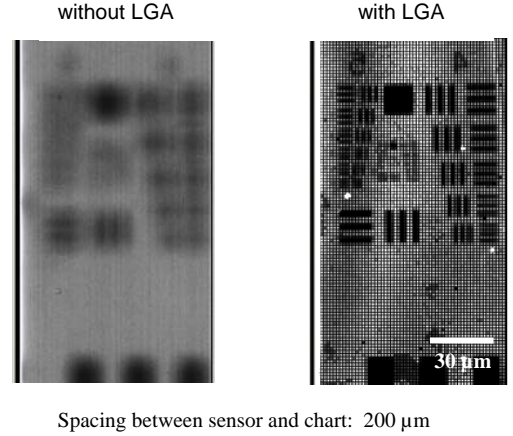 without LGA
with LGA
30 µm
Spacing between sensor and chart: 200 µm